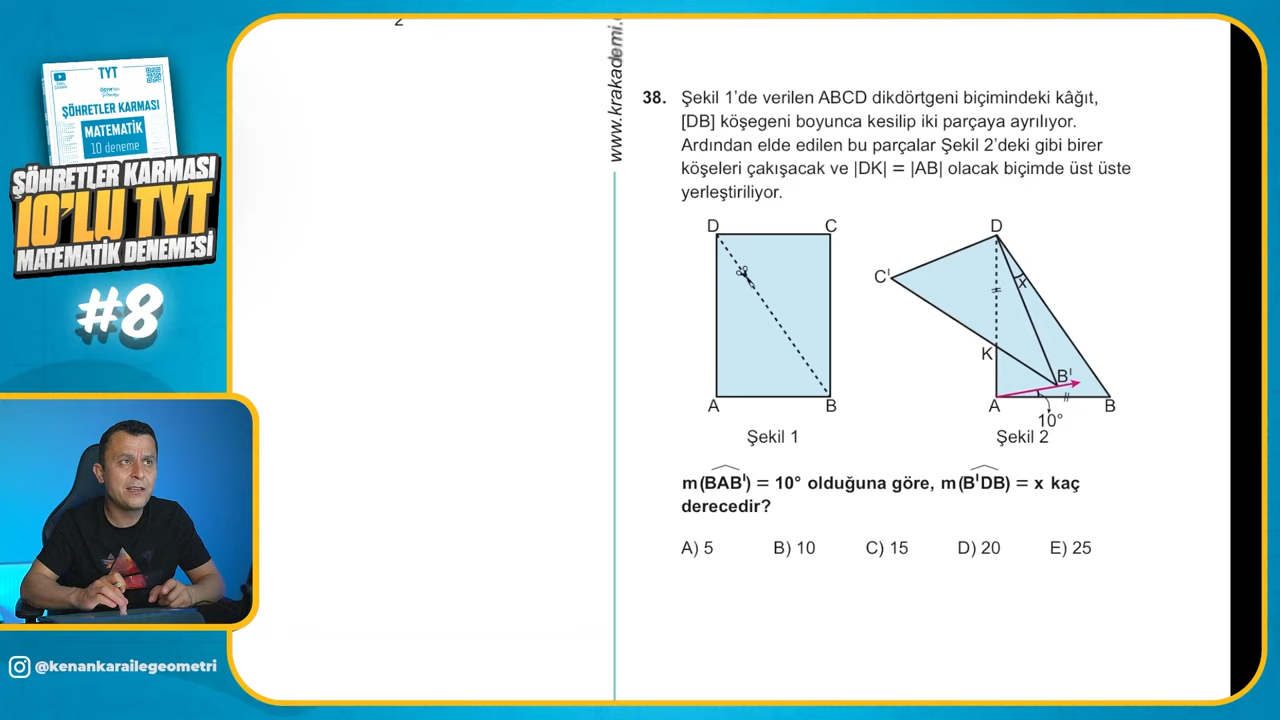 2
www.krakademi.
TYT
ŞÖHRETLER KARMASI
MATEMATİK
10 deneme
ŞÖHRETLER KARMASI
10'LU TYT
MATEMATİK DENEMESİ
#8
@kenankarailegeometri
38. Şekil 1'de verilen ABCD dikdörtgeni biçimindeki kâğıt,
[DB] köşegeni boyunca kesilip iki parçaya ayrılıyor.
Ardından elde edilen bu parçalar Şekil 2'deki gibi birer
köşeleri çakışacak ve |DK| = |AB| olacak biçimde üst üste
yerleştiriliyor.
D C
A B
Şekil 1
D
C' x
K
B'
A B
10°
Şekil 2
m(BAB') = 10° olduğuna göre, m(B'DB) = x kaç
derecedir?
A) 5 B) 10 C) 15 D) 20 E) 25